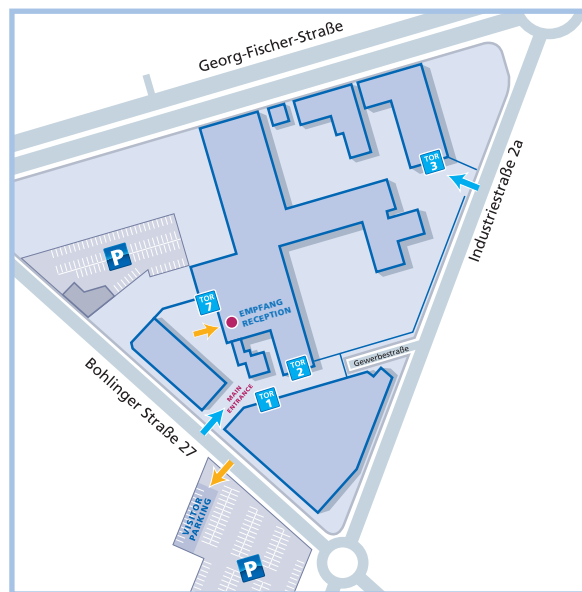 Georg-Fischer-Straße
Industriestraße 2a
TOR
3
P
TOR
7
EMPFANG
RECEPTION
Gewerbestraße
TOR
2
MAIN
ENTRANCE
TOR
1
Bohlinger Straße 27
VISITOR
PARKING
P